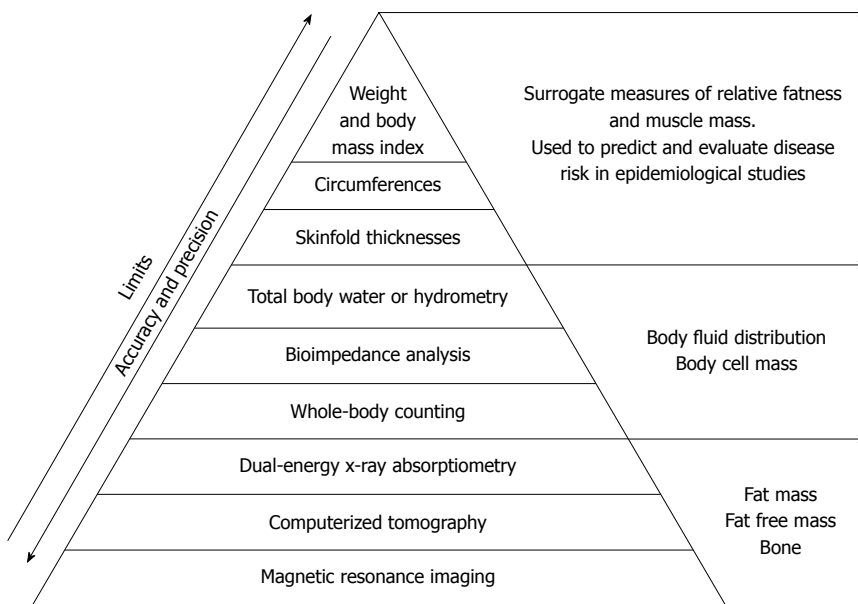 Weight
and body
mass index
Circumferences
Skinfold thicknesses
Total body water or hydrometry
Bioimpedance analysis
Whole-body counting
Dual-energy x-ray absorptiometry
Computerized tomography
Magnetic resonance imaging
Limits
Accuracy and precision
Surrogate measures of relative fatness
and muscle mass.
Used to predict and evaluate disease
risk in epidemiological studies
Body fluid distribution
Body cell mass
Fat mass
Fat free mass
Bone